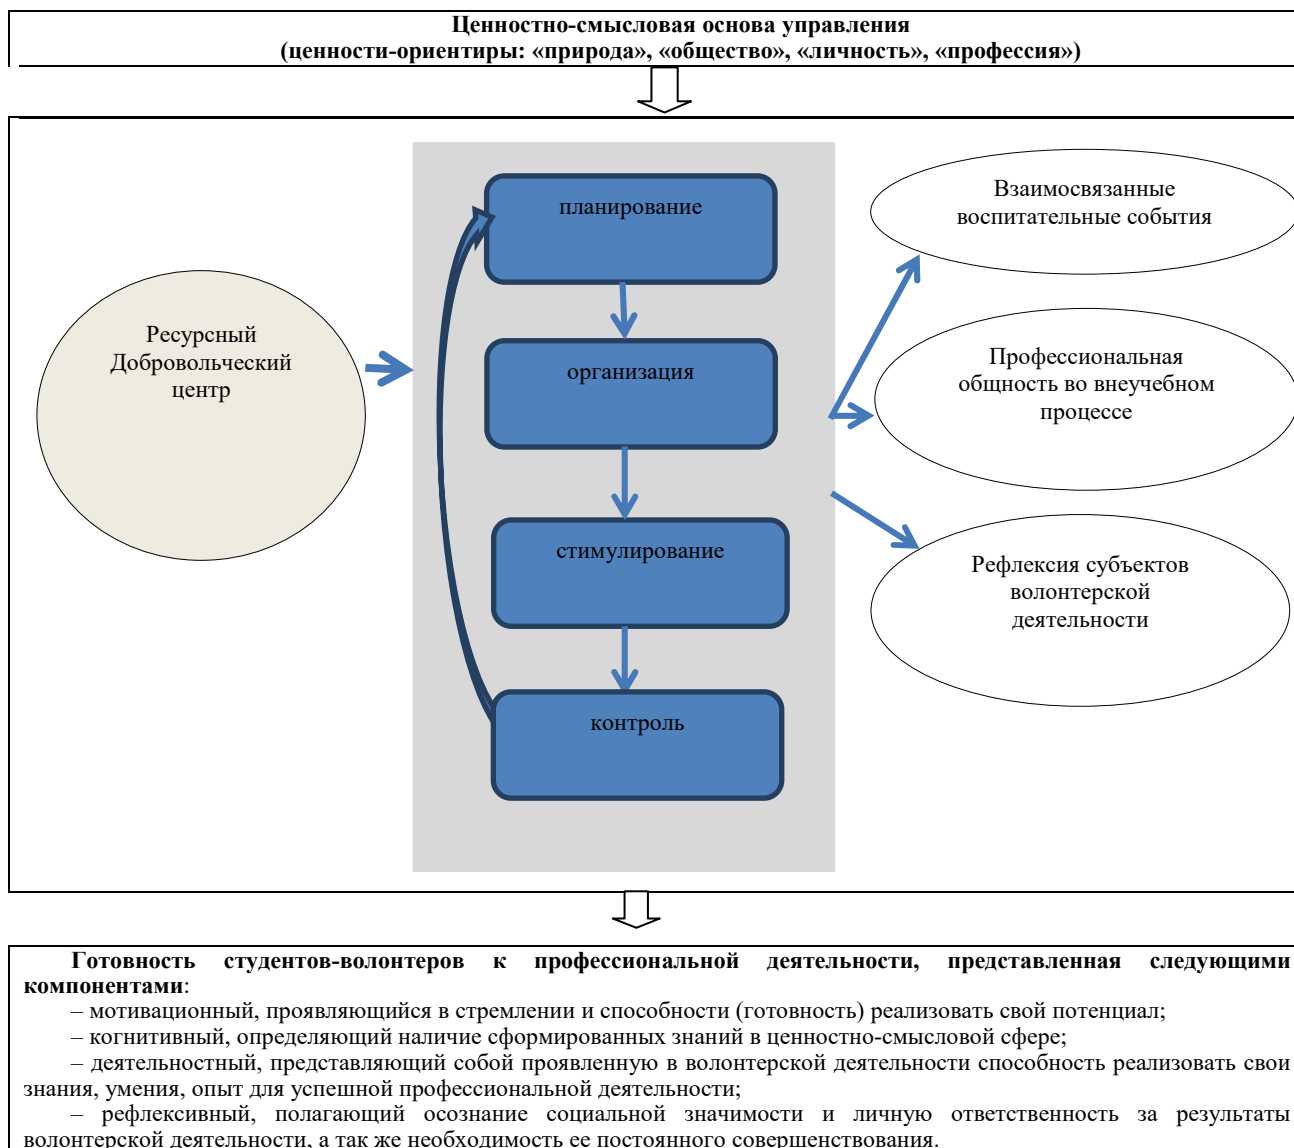 Ценностно-смысловая основа управления
(ценности-ориентиры: «природа», «общество», «личность», «профессия»)
Ресурсный
Добровольческий
центр
планирование
организация
стимулирование
контроль
Взаимосвязанные
воспитательные события
Профессиональная
общность во внеучебном
процессе
Рефлексия субъектов
волонтерской
деятельности
Готовность студентов-волонтеров к профессиональной деятельности, представленная следующими
компонентами:
– мотивационный, проявляющийся в стремлении и способности (готовность) реализовать свой потенциал;
– когнитивный, определяющий наличие сформированных знаний в ценностно-смысловой сфере;
– деятельностный, представляющий собой проявленную в волонтерской деятельности способность реализовать свои
знания, умения, опыт для успешной профессиональной деятельности;
– рефлексивный, полагающий осознание социальной значимости и личную ответственность за результаты
волонтерской деятельности, а так же необходимость ее постоянного совершенствования.